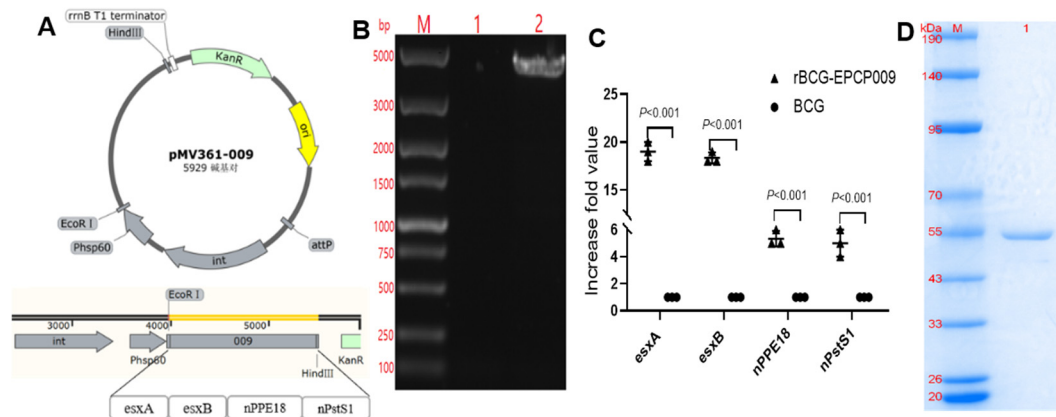 A
rrnB T1 terminator
HindIII
KanR
ori
pMV361-009
5929 碱基对
EcoR I
Phsp60
int
attP
EcoR I
3000
4000
5000
int
Phsp60
009
KanR
HindIII
esxA
esxB
nPPE18
nPstS1
B
bp
M
1
2
5000
3000
2000
1500
1000
750
500
250
100
C
rBCG-EPCP009
BCG
Increase fold value
25
20
15
6
4
2
0
P<0.001
P<0.001
P<0.001
P<0.001
esxA
esxB
nPPE18
nPstS1
D
kDa
M
1
190
140
95
70
55
43
33
26
20